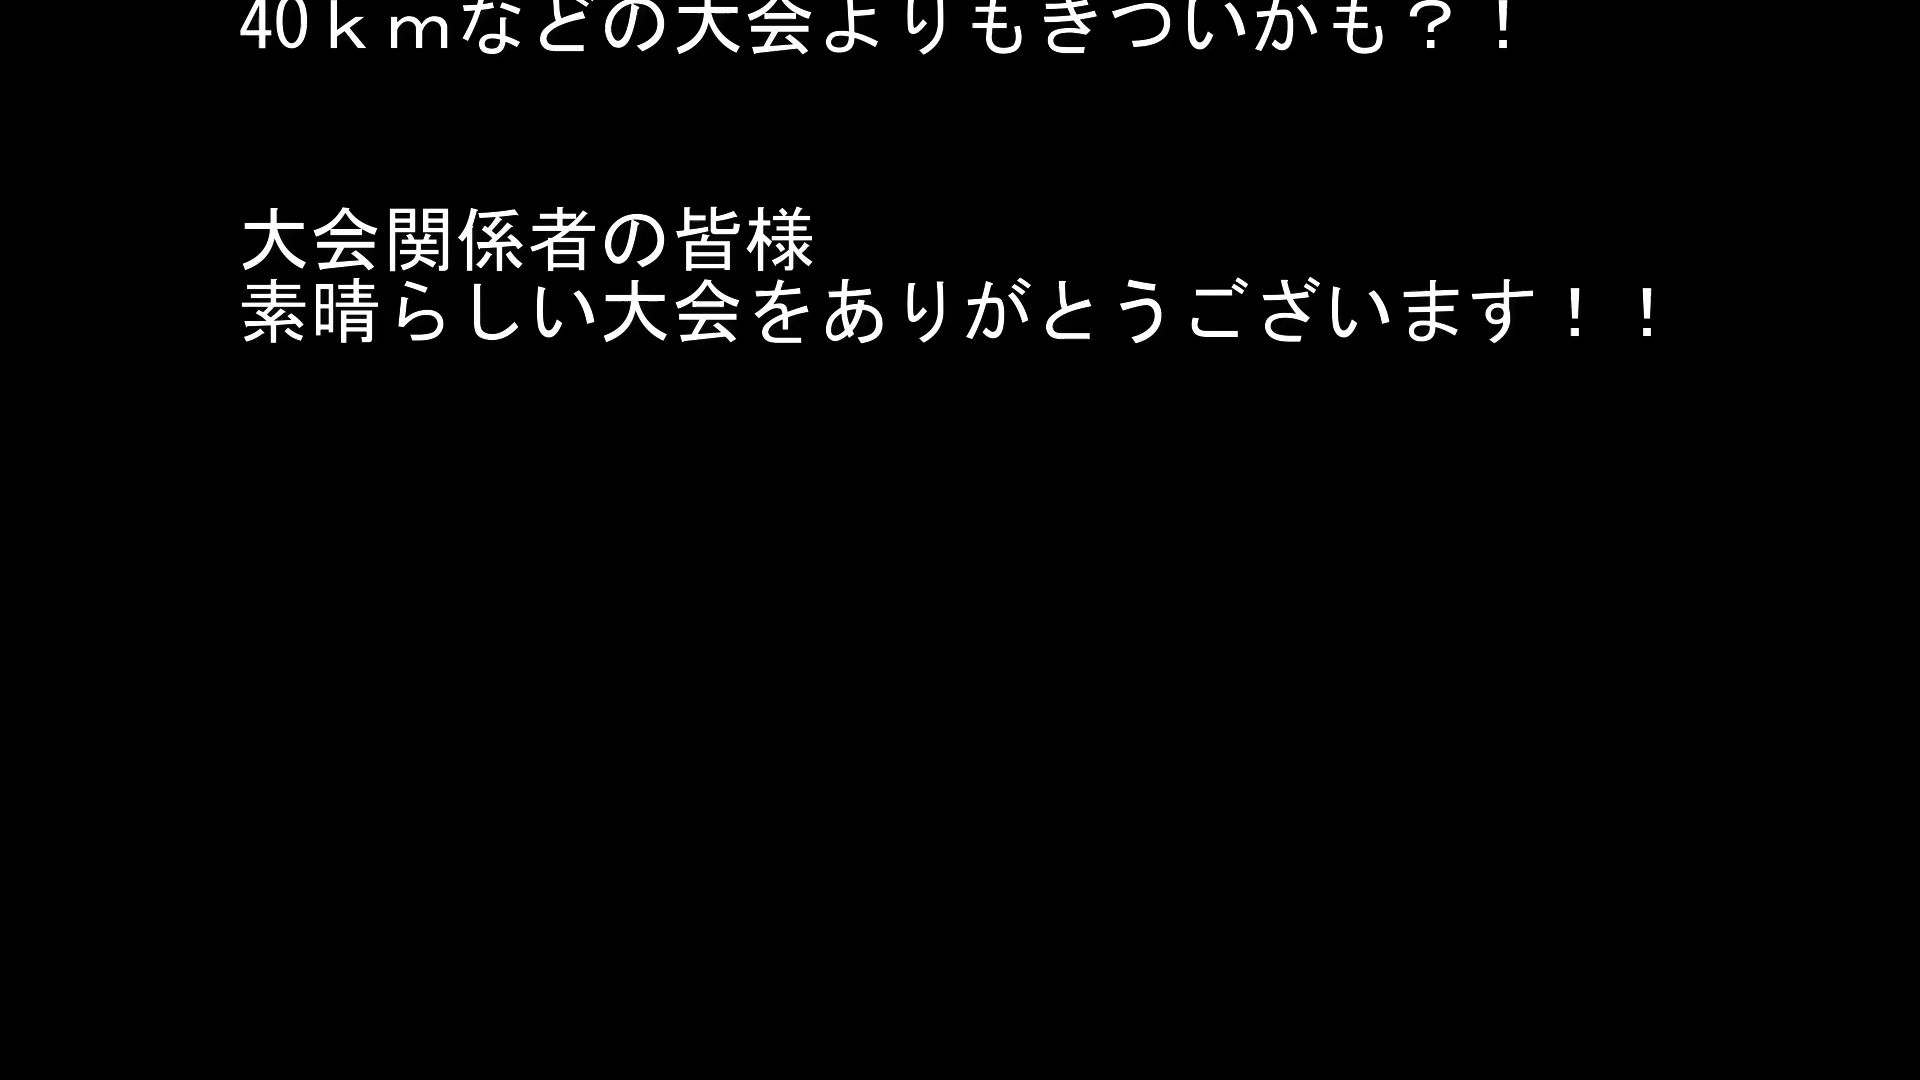 40ｋｍなどの大会よりもきついかも？！
大会関係者の皆様
素晴らしい大会をありがとうございます！！